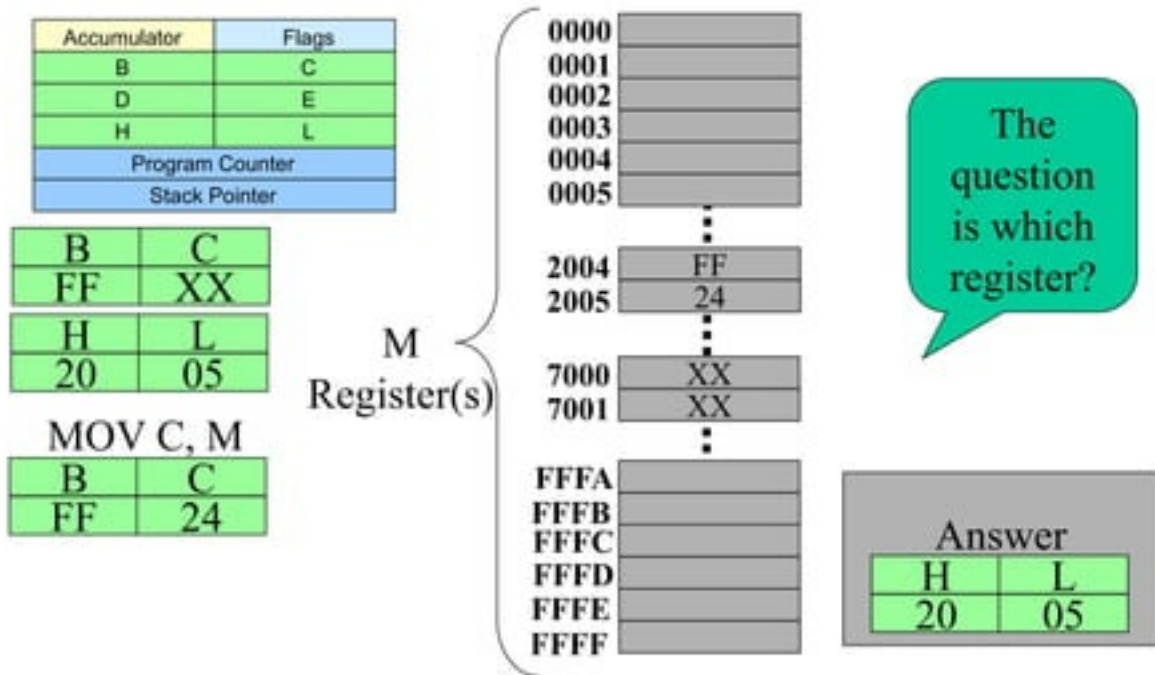 Accumulator Flags
B C
D E
H L
Program Counter
Stack Pointer
B C
FF XX
H L
20 05
MOV C, M
B C
FF 24
M
Register(s)
0000
0001
0002
0003
0004
0005
2004 FF
2005 24
7000 XX
7001 XX
FFFA
FFFB
FFFC
FFFD
FFFE
FFFF
The
question
is which
register?
Answer
H L
20 05